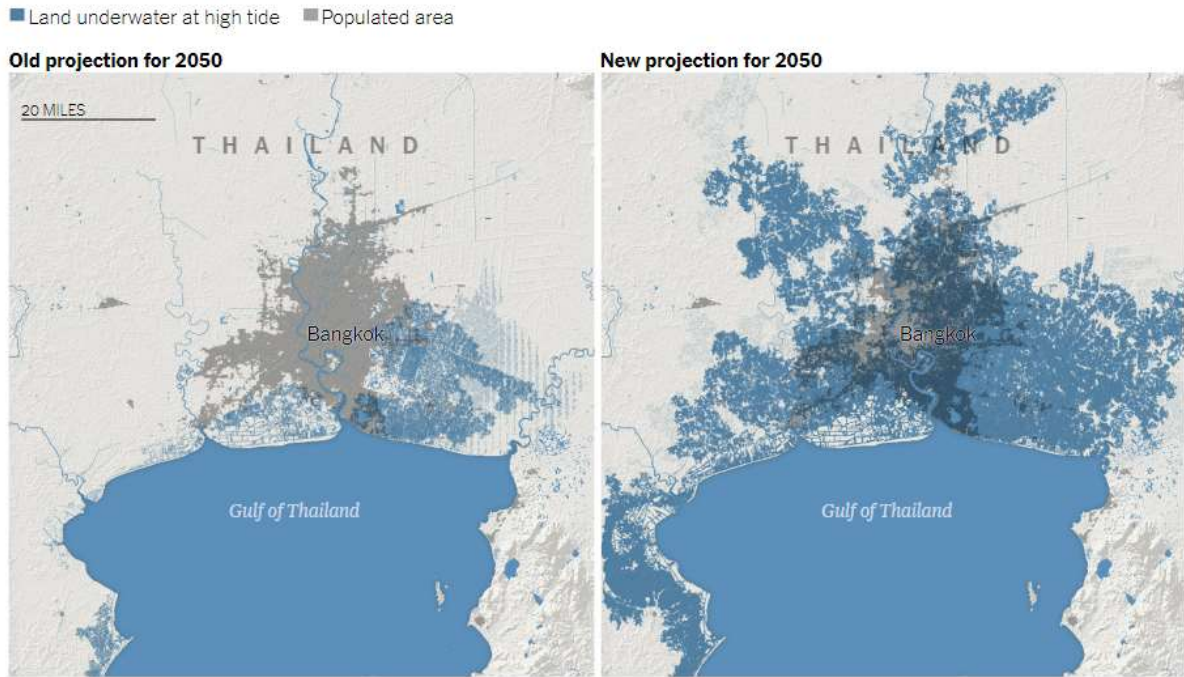 Land underwater at high tide Populated area
Old projection for 2050
20 MILES
THAILAND
Bangkok
Gulf of Thailand
New projection for 2050
THAILAND
Bangkok
Gulf of Thailand